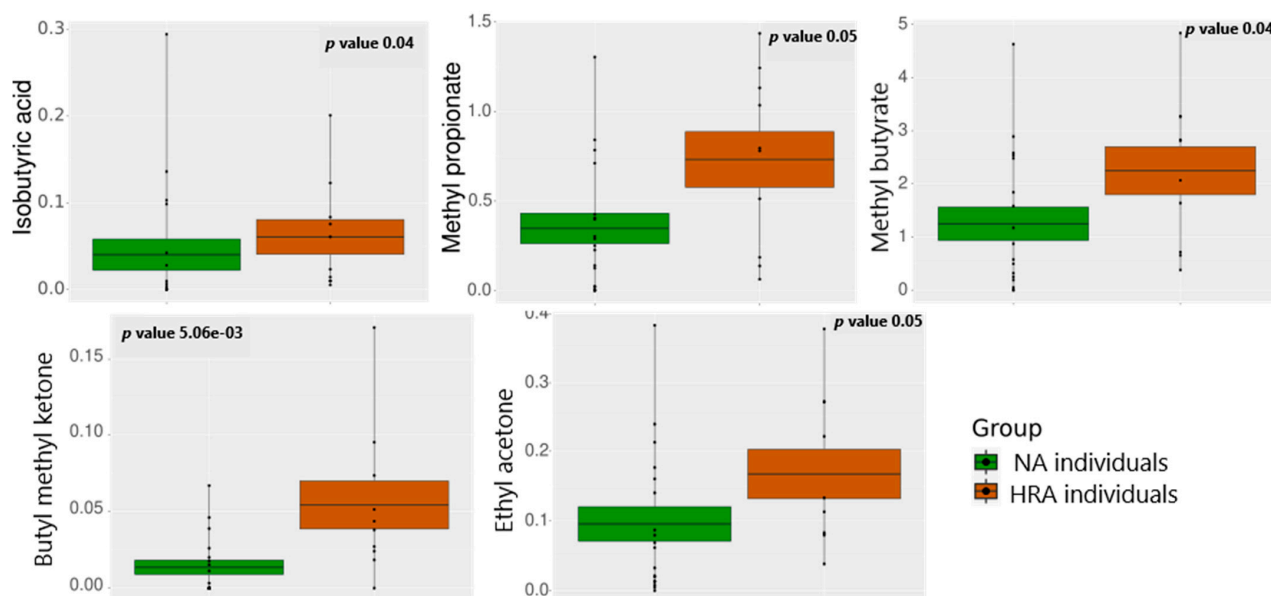 p value 0.04
Isobutyric acid
0.3
0.2
0.1
0.0
p value 0.05
Methyl propionate
1.5
1.0
0.5
0.0
p value 0.04
Methyl butyrate
5
4
3
2
1
0
p value 5.06e-03
Butyl methyl ketone
0.15
0.10
0.05
0.00
p value 0.05
Ethyl acetone
0.4
0.3
0.2
0.1
0.0
Group
NA individuals
HRA individuals